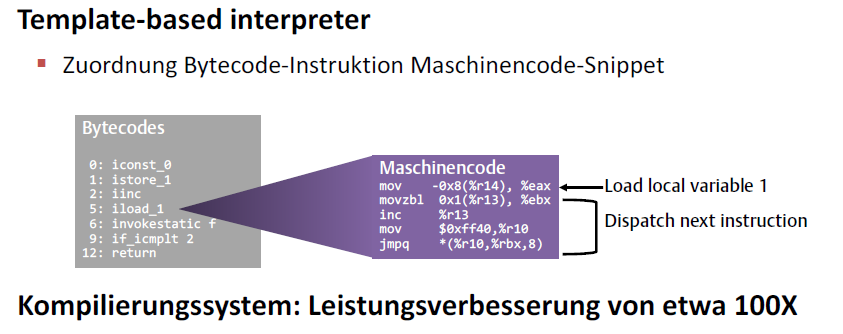 Template-based interpreter
▪ Zuordnung Bytecode-Instruktion Maschinencode-Snippet
Bytecodes
0: iconst_0
1: istore_1
2: iinc
5: iload_1
6: invokestatic f
9: if_icmplt 2
12: return
Maschinencode
mov -0x8(%r14), %eax
movzbl 0x1(%r13), %ebx
inc %r13
mov $0xff40,%r10
jmpq *(%r10,%rbx,8)
Load local variable 1
Dispatch next instruction
Kompilierungssystem: Leistungsverbesserung von etwa 100X